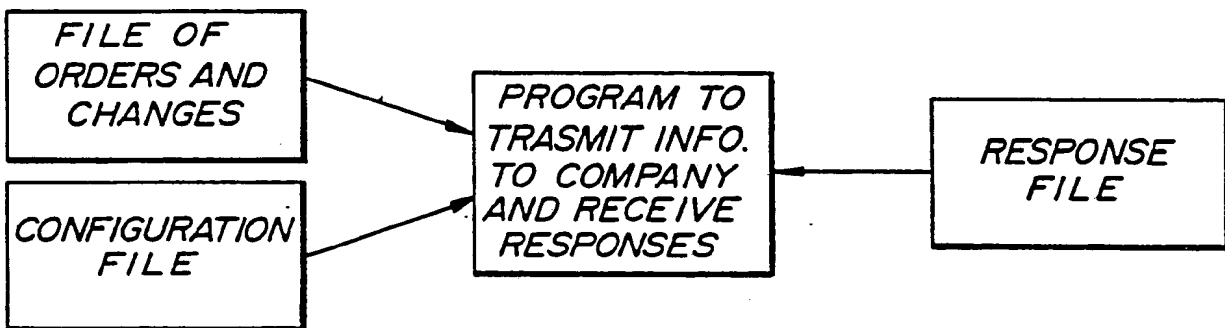 FILE OF
ORDERS AND
CHANGES
CONFIGURATION
FILE
PROGRAM TO
TRASMIT INFO.
TO COMPANY
AND RECEIVE
RESPONSES
RESPONSE
FILE